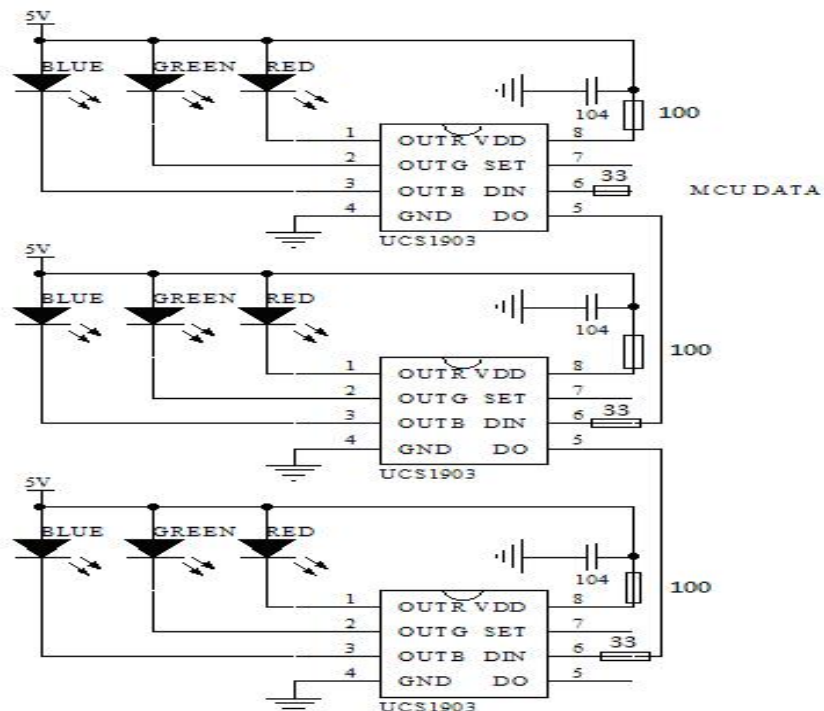 5V
BLUE GREEN RED
104 100
1 OUTR VDD 8
2 OUTG SET 7
3 OUTB DIN 6 33 MCU DATA
4 GND DO 5
UCS1903
5V
BLUE GREEN RED
104 100
1 OUTR VDD 8
2 OUTG SET 7
3 OUTB DIN 6 33
4 GND DO 5
UCS1903
5V
BLUE GREEN RED
104 100
1 OUTR VDD 8
2 OUTG SET 7
3 OUTB DIN 6 33
4 GND DO 5
UCS1903